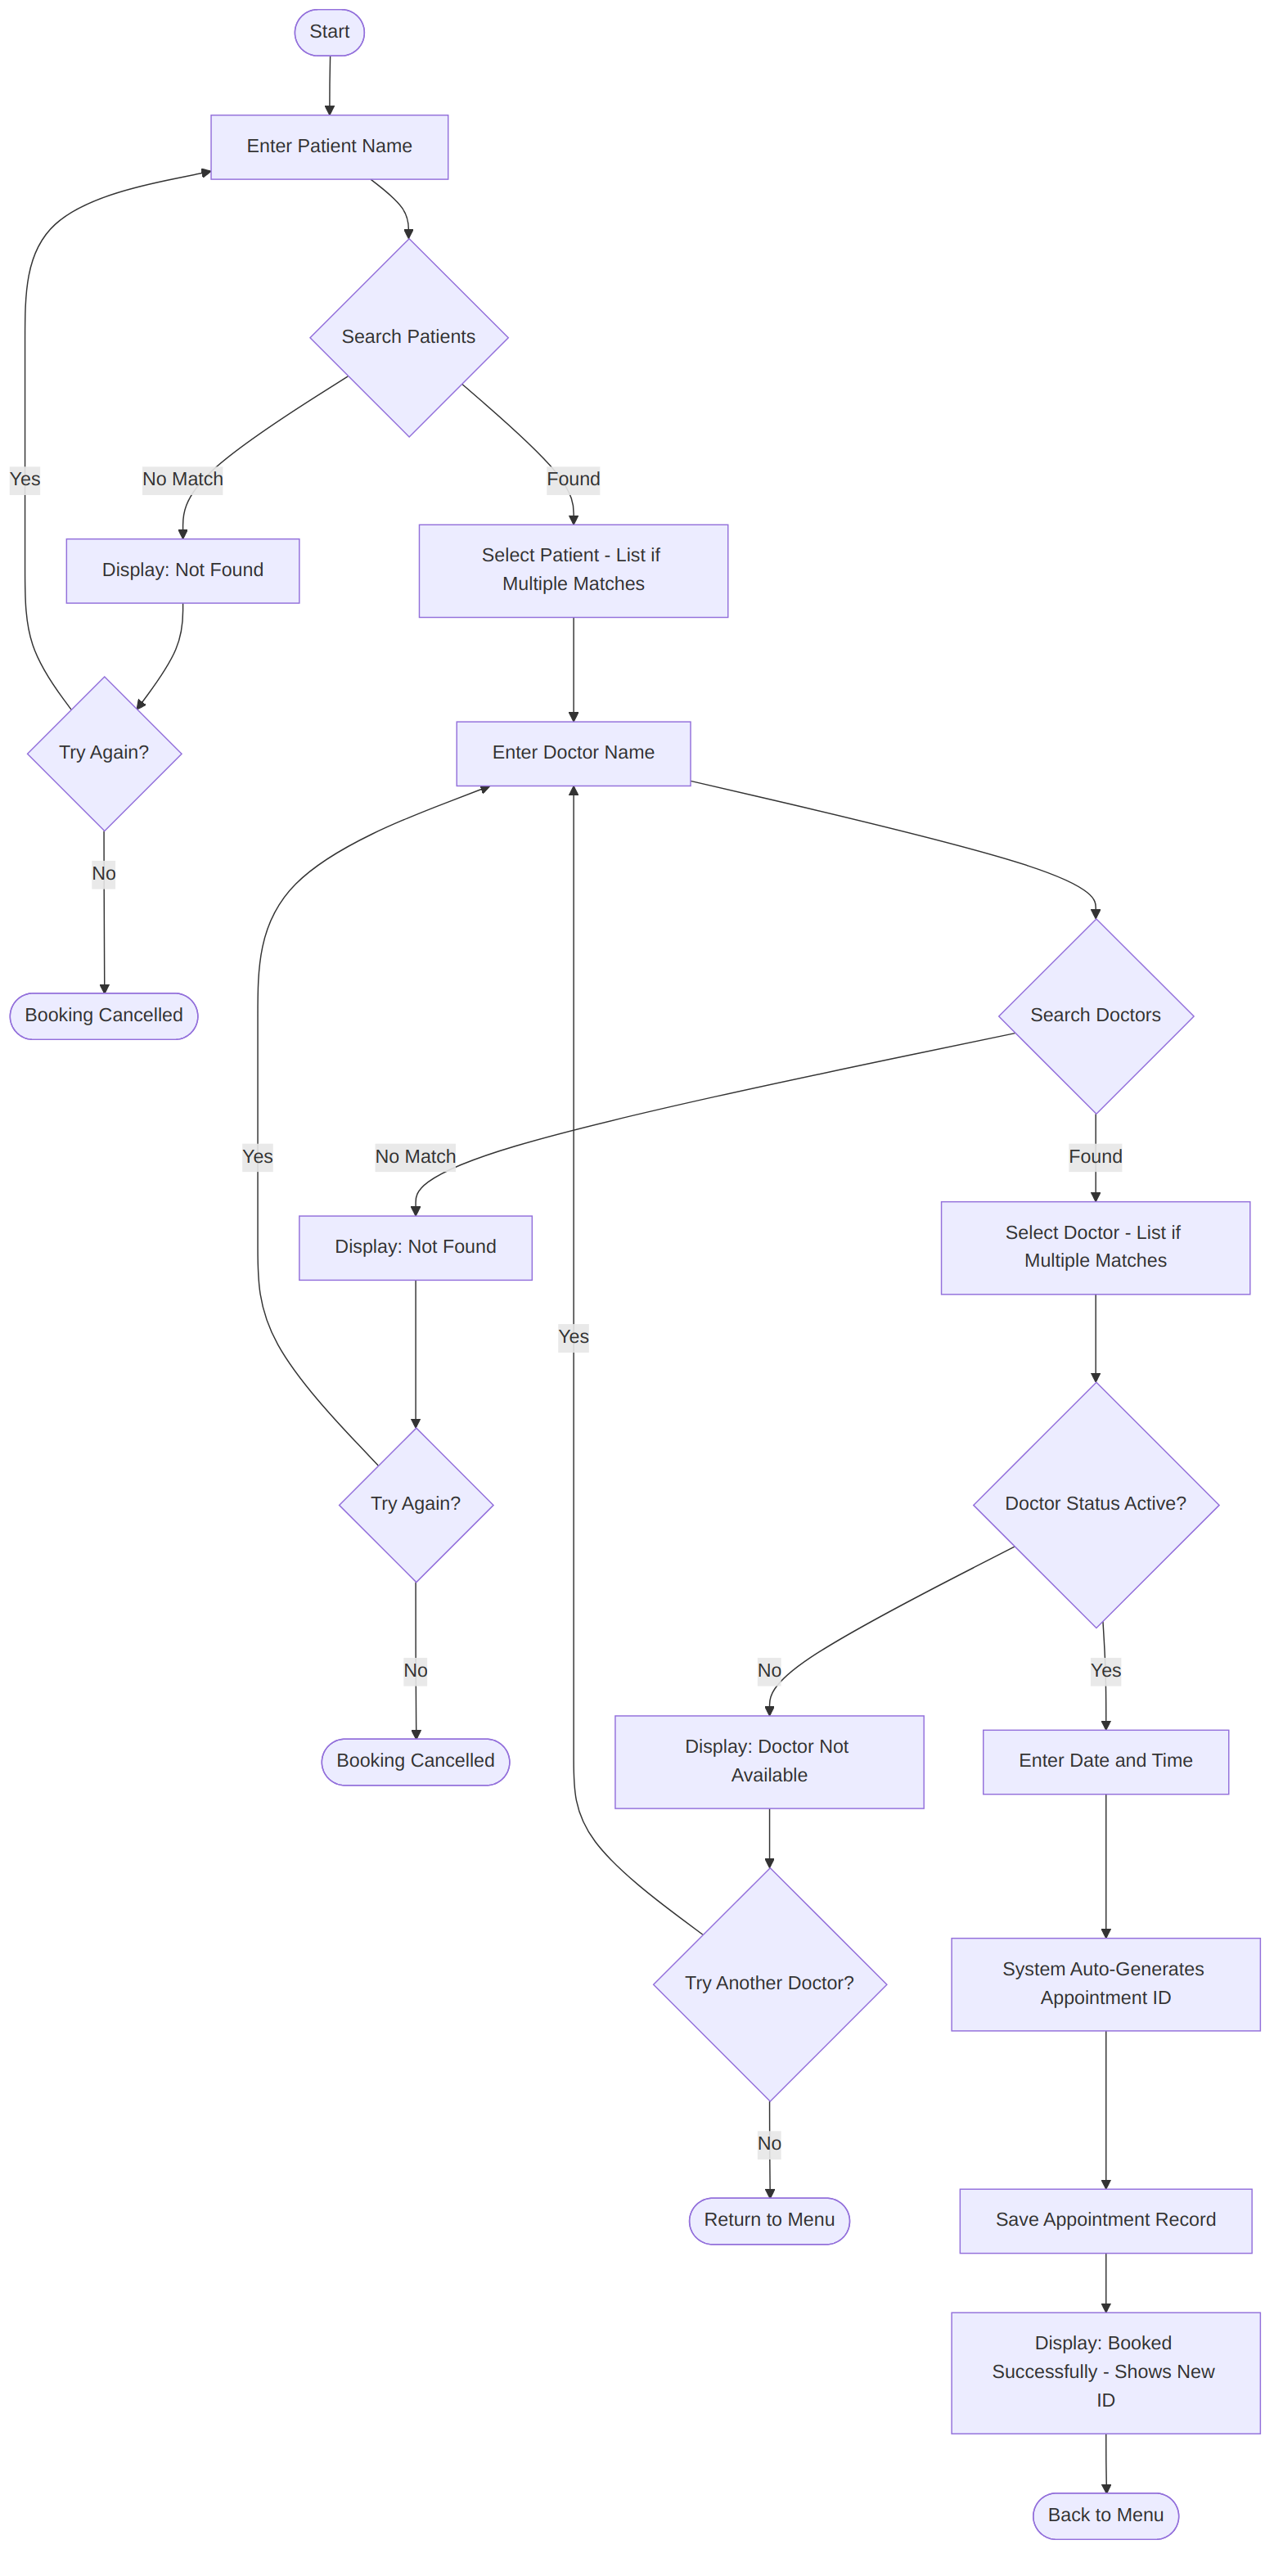 Start
Enter Patient Name
Search Patients
Yes
No Match
Found
Display: Not Found
Select Patient - List if
Multiple Matches
Try Again?
Enter Doctor Name
No
Booking Cancelled
Search Doctors
Yes
No Match
Found
Display: Not Found
Select Doctor - List if
Multiple Matches
Yes
Try Again?
Doctor Status Active?
No
No
Yes
Booking Cancelled
Display: Doctor Not
Available
Enter Date and Time
Try Another Doctor?
System Auto-Generates
Appointment ID
No
Return to Menu
Save Appointment Record
Display: Booked
Successfully - Shows New
ID
Back to Menu